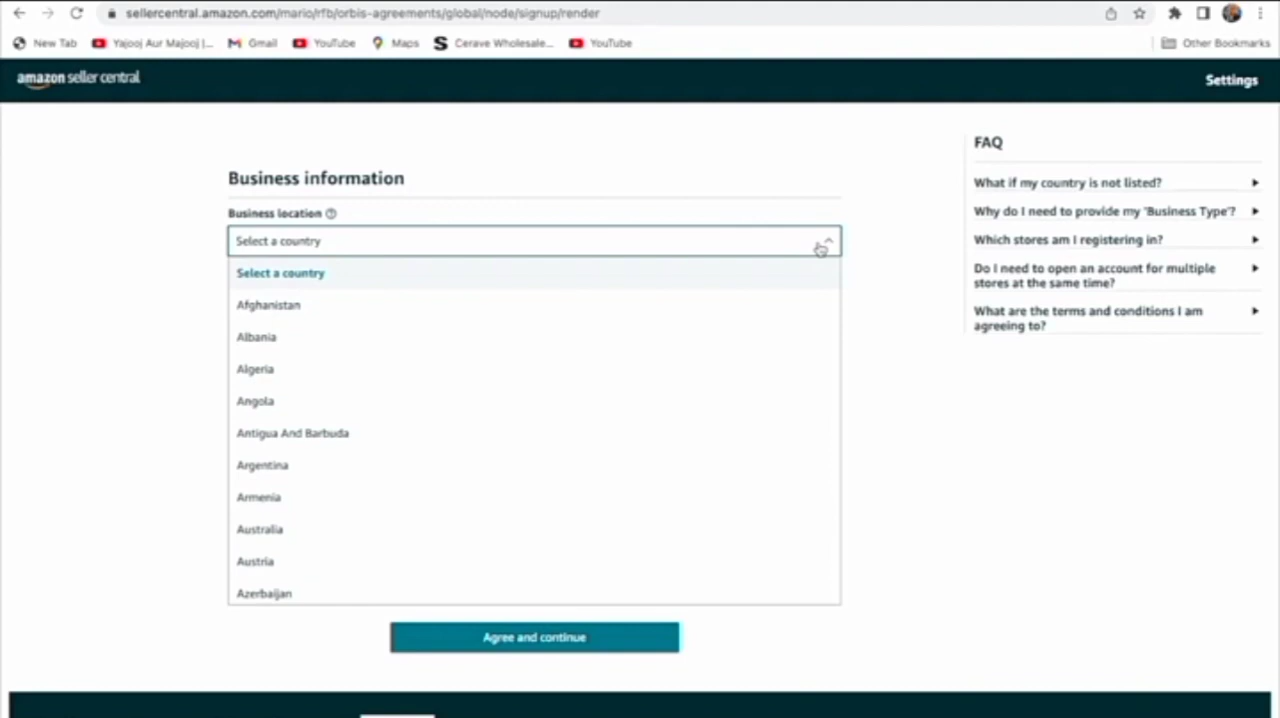 sellercentral.amazon.com/mario/rfb/orbis-agreements/global/node/signup/render
New Tab
Yajooj Aur Majooj |...
Gmail
YouTube
Maps
Cerave Wholesale...
YouTube
Other Bookmarks
amazon seller central
Settings
Business information
Business location
Select a country
Select a country
Afghanistan
Albania
Algeria
Angola
Antigua And Barbuda
Argentina
Armenia
Australia
Austria
Azerbaijan
Agree and continue
FAQ
What if my country is not listed?
Why do I need to provide my 'Business Type'?
Which stores am I registering in?
Do I need to open an account for multiple
stores at the same time?
What are the terms and conditions I am
agreeing to?